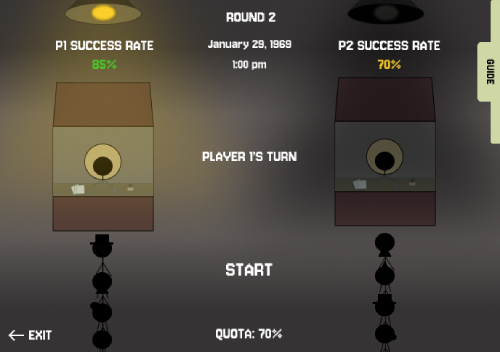 ROUND 2
P1 SUCCESS RATE
85%
January 29, 1969
1:00 pm
P2 SUCCESS RATE
70%
GUIDE
PLAYER 1'S TURN
START
← EXIT
QUOTA: 70%